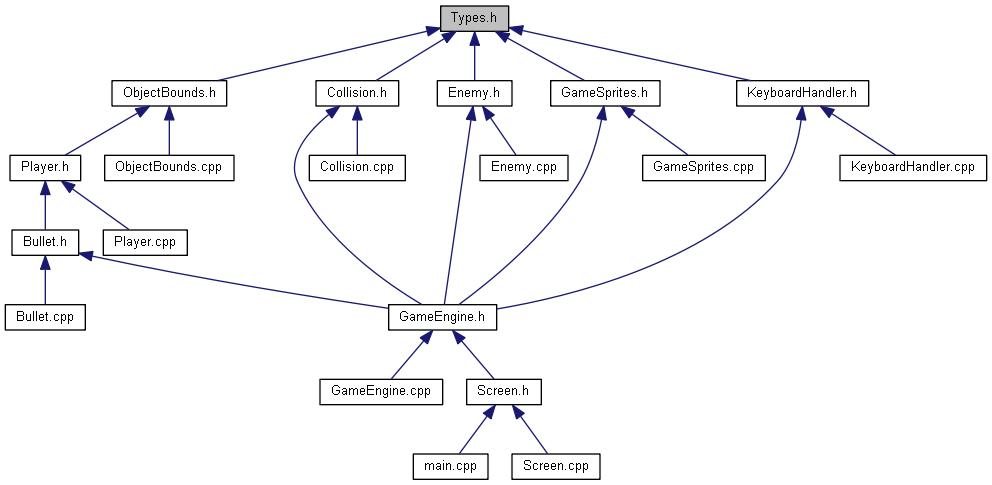 Types.h
ObjectBounds.h
Collision.h
Enemy.h
GameSprites.h
KeyboardHandler.h
Player.h
ObjectBounds.cpp
Collision.cpp
Enemy.cpp
GameSprites.cpp
KeyboardHandler.cpp
Bullet.h
Player.cpp
Bullet.cpp
GameEngine.h
GameEngine.cpp
Screen.h
main.cpp
Screen.cpp